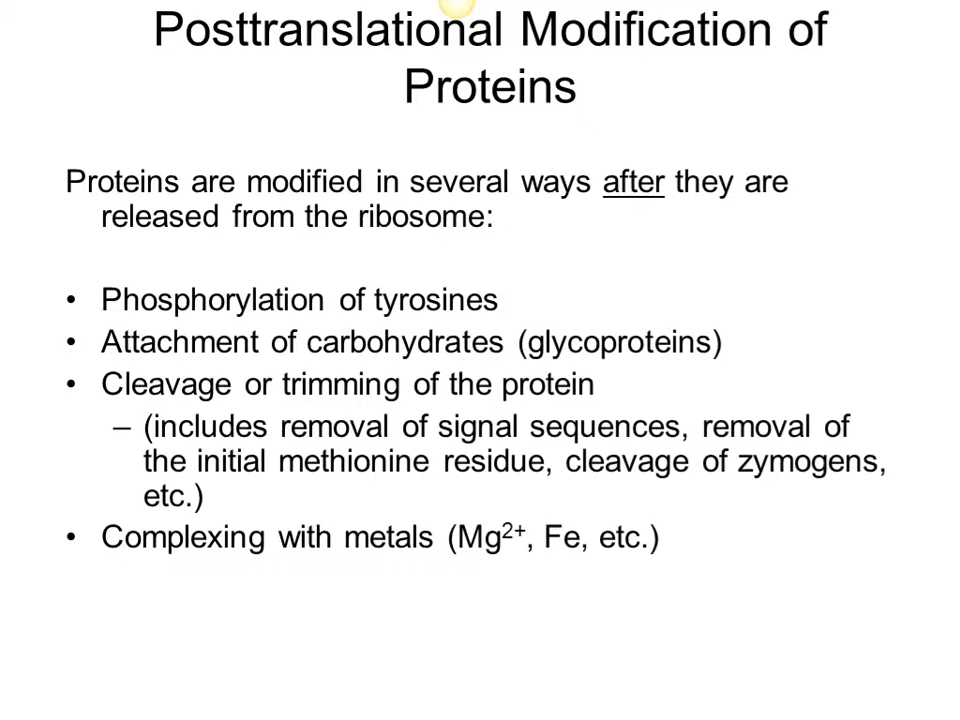 Posttranslational Modification of
Proteins
Proteins are modified in several ways after they are
released from the ribosome:
• Phosphorylation of tyrosines
• Attachment of carbohydrates (glycoproteins)
• Cleavage or trimming of the protein
– (includes removal of signal sequences, removal of
the initial methionine residue, cleavage of zymogens,
etc.)
• Complexing with metals (Mg²⁺, Fe, etc.)